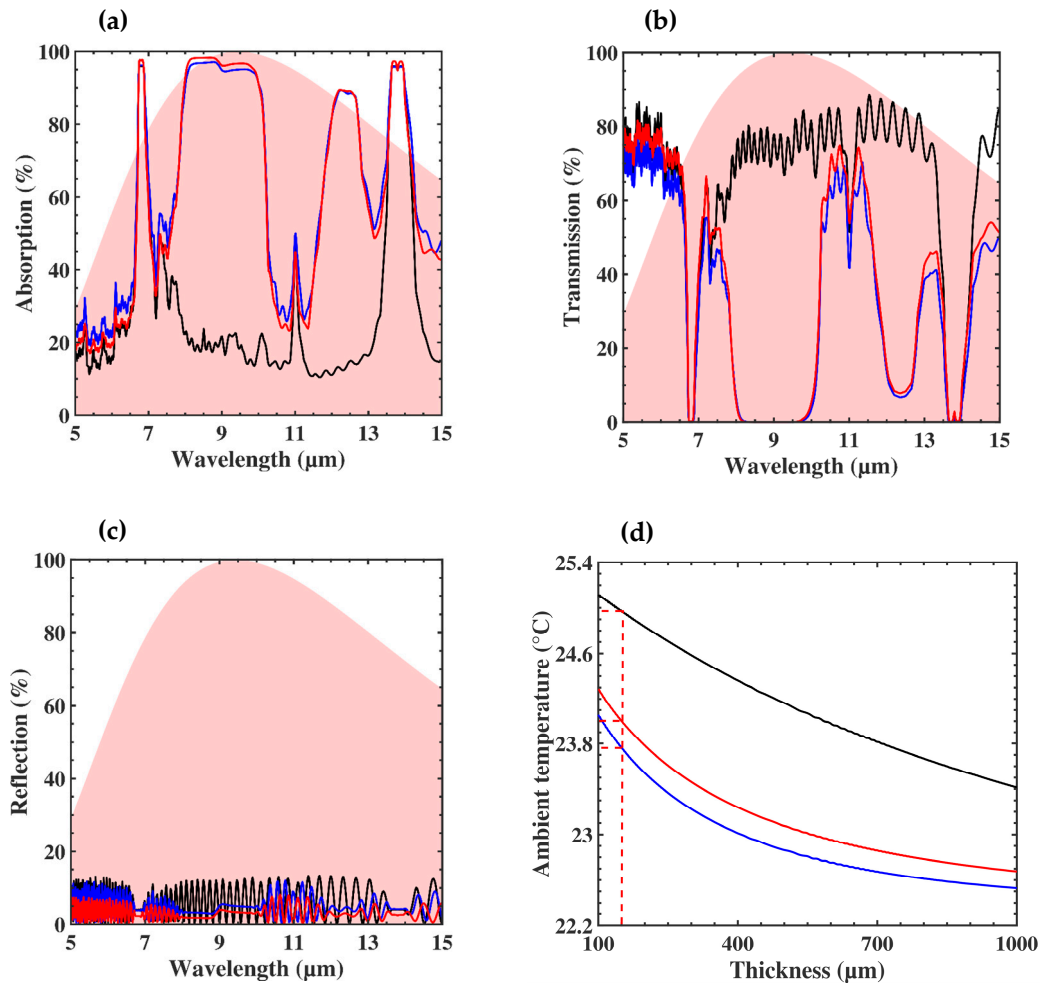 (a)
(b)
Absorption (%)
100
80
60
40
20
0
5 7 9 11 13 15
Wavelength (µm)
Transmission (%)
100
80
60
40
20
0
5 7 9 11 13 15
Wavelength (µm)
(c)
(d)
Reflection (%)
100
80
60
40
20
0
5 7 9 11 13 15
Wavelength (µm)
Ambient temperature (°C)
25.4
24.6
23.8
23
22.2
100 400 700 1000
Thickness (µm)